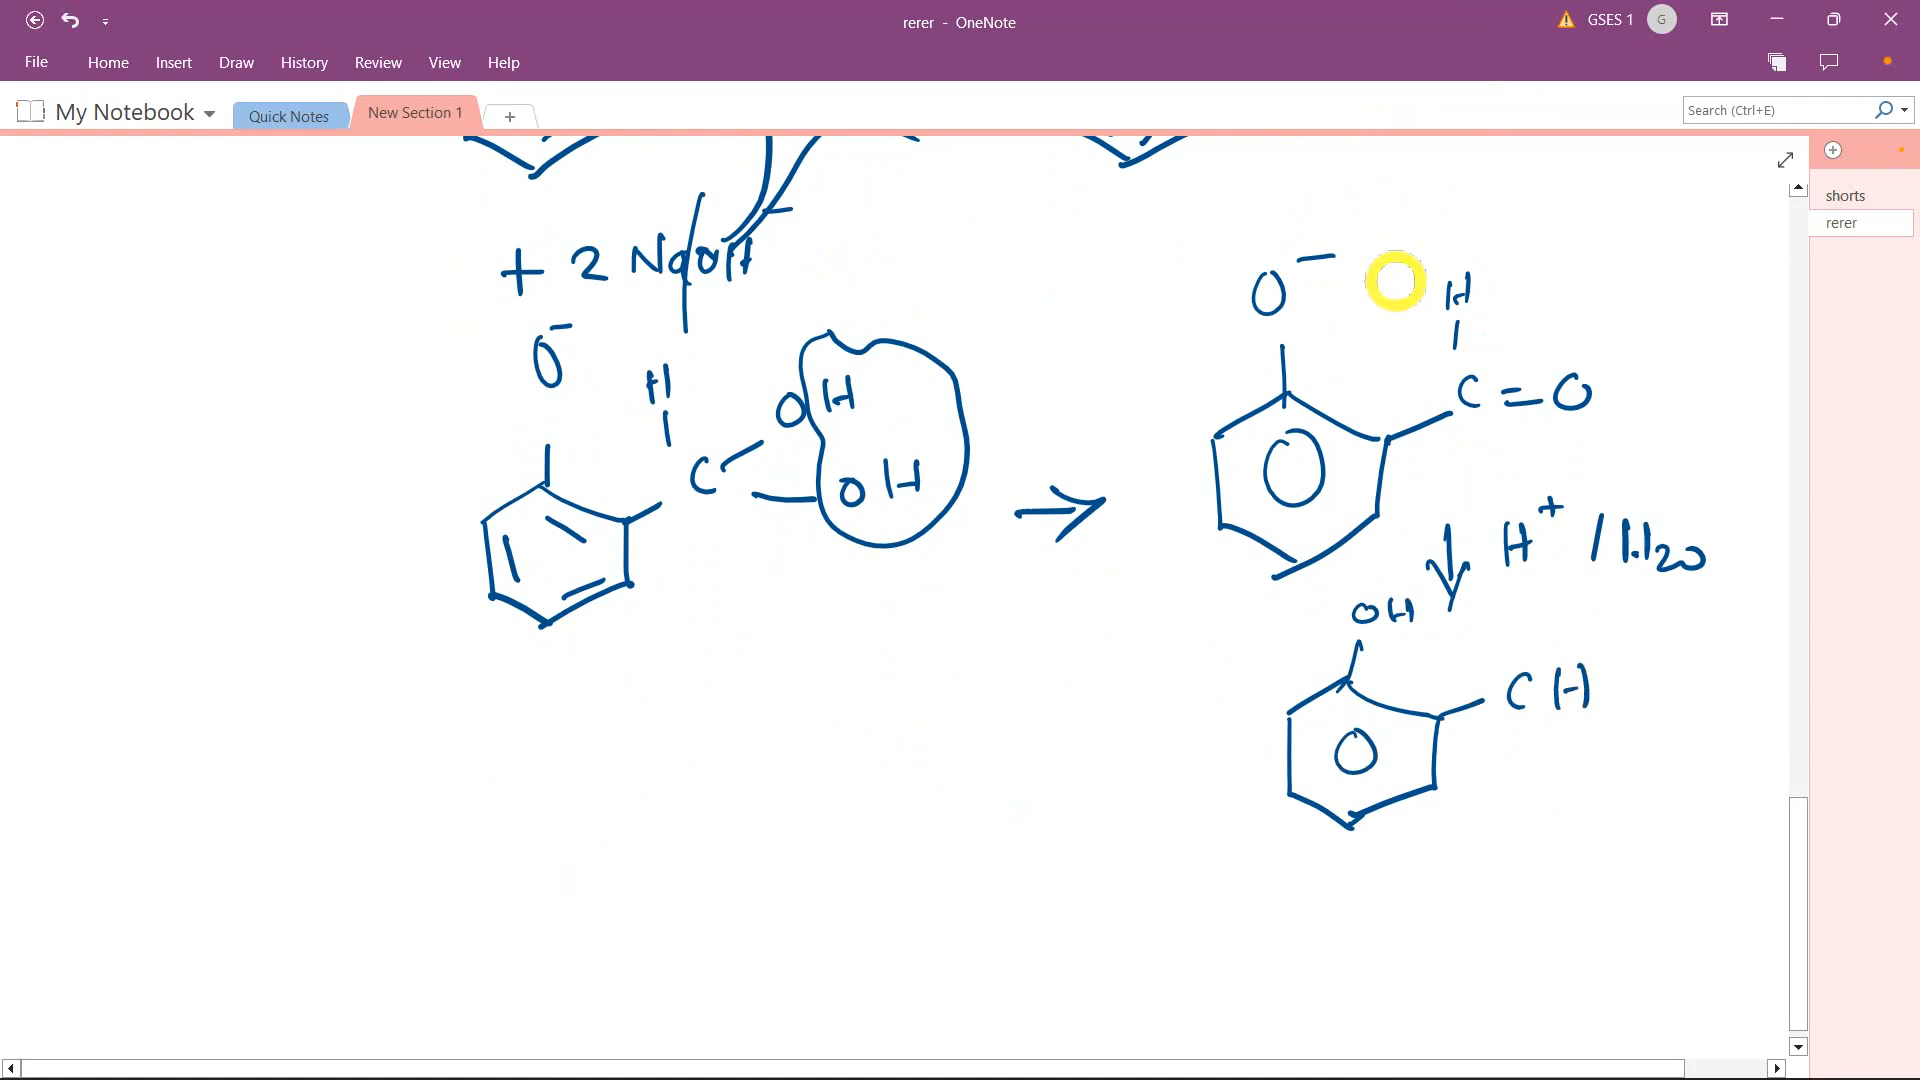 rerer - OneNote
GSES 1
G
File Home Insert Draw History Review View Help
My Notebook
Quick Notes
New Section 1
+
Search (Ctrl+E)
shorts
rerer
+ 2 NaOH
O⁻
H
C
OH
OH
O⁻
H
C = O
H⁺ / H2O
OH
CH